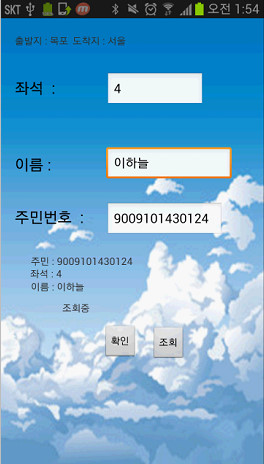 SKT 오전 1:54
출발지 : 목포 도착지 : 서울
좌석 : 4
이름 : 이하늘
주민번호 : 9009101430124
주민 : 9009101430124
좌석 : 4
이름 : 이하늘
조회중
확인 조회